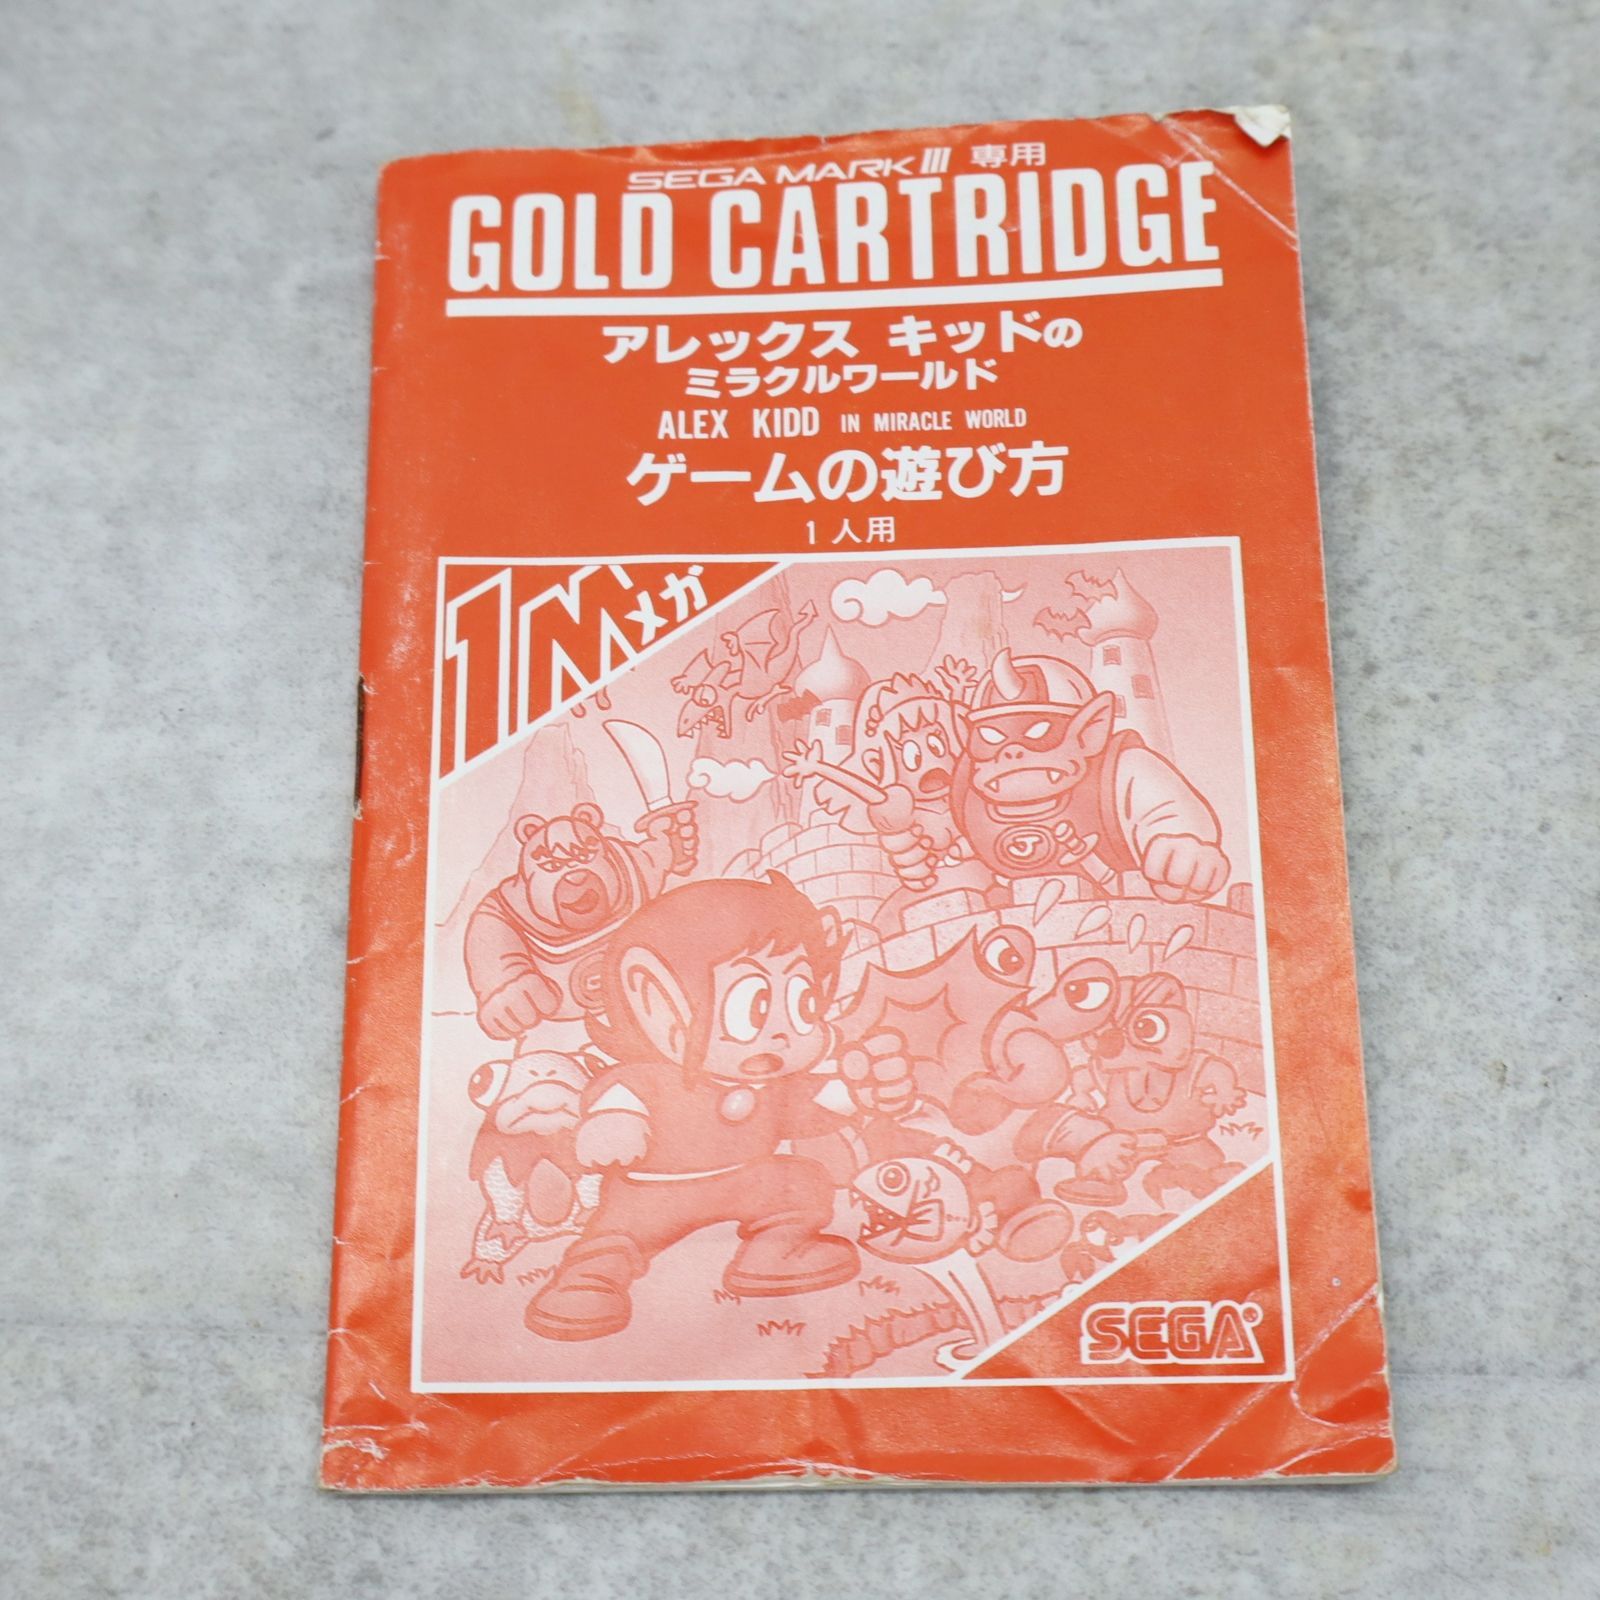 SEGA MARK III 専用
GOLD CARTRIDGE
アレックス キッドの
ミラクルワールド
ALEX KIDD IN MIRACLE WORLD
ゲームの遊び方
1人用
1Mメガ
J
G
SEGA®